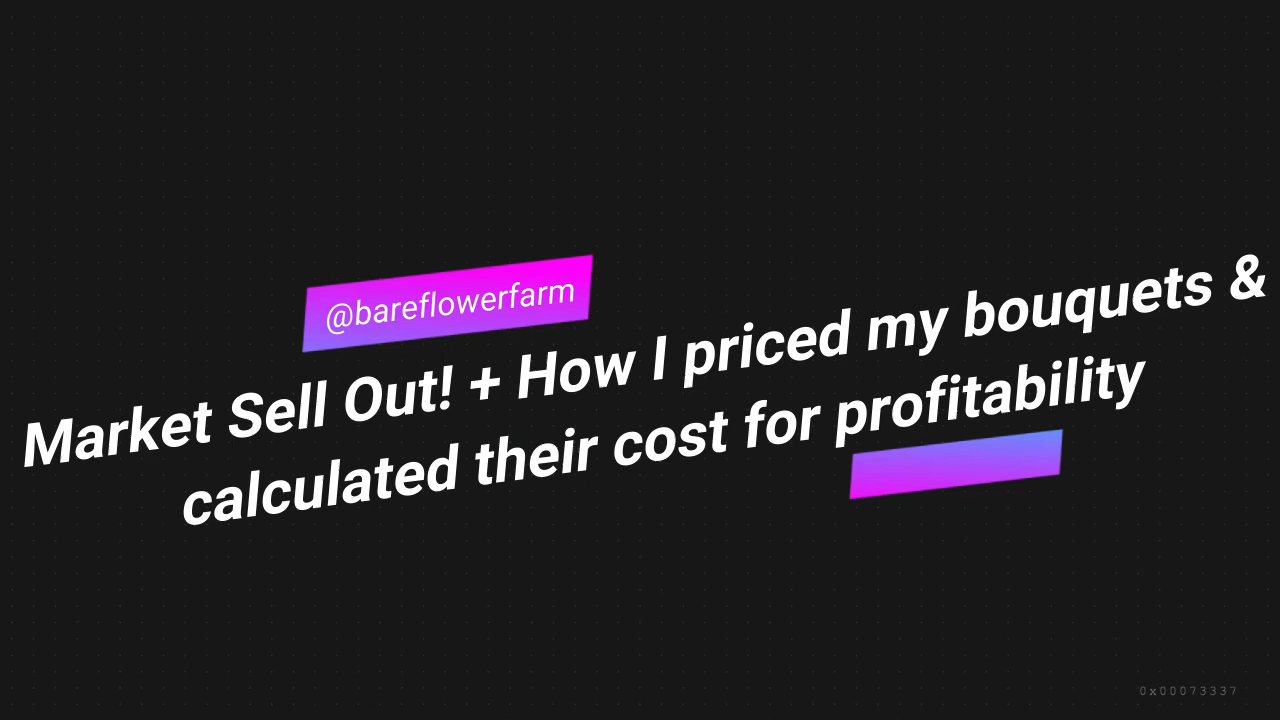 @bareflowerfarm
Market Sell Out! + How I priced my bouquets &
calculated their cost for profitability
0x00073337